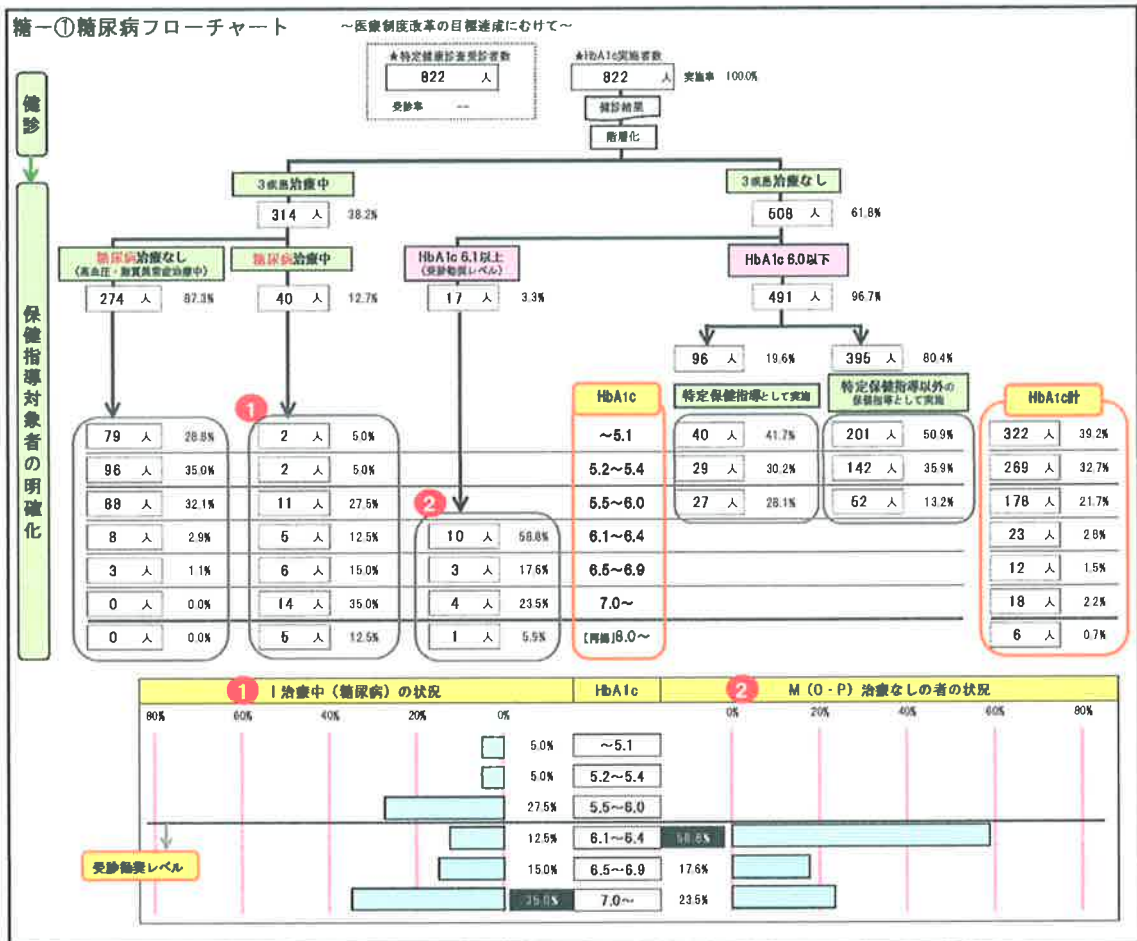 糖-①糖尿病フローチャート ～医療制度改革の目標達成にむけて～
★特定健康診査受診者数
822 人
受診率 --
★HbA1c実施者数
822 人 実施率 100.0%
健診結果
階層化
健診
保健指導対象者の明確化
3疾患治療中
314 人 38.2%
3疾患治療なし
508 人 61.8%
糖尿病治療なし
(高血圧・脂質異常症治療中)
274 人 87.3%
糖尿病治療中
40 人 12.7%
HbA1c 6.1以上
(受診勧奨レベル)
17 人 3.3%
HbA1c 6.0以下
491 人 96.7%
96 人 19.6%
395 人 80.4%
特定保健指導として実施
特定保健指導以外の
保健指導として実施
① ②
HbA1c HbA1c計
79 人 28.8% 2 人 5.0% ～5.1 40 人 41.7% 201 人 50.9% 322 人 39.2%
96 人 35.0% 2 人 5.0% 5.2～5.4 29 人 30.2% 142 人 35.9% 269 人 32.7%
88 人 32.1% 11 人 27.5% 5.5～6.0 27 人 28.1% 52 人 13.2% 178 人 21.7%
8 人 2.9% 5 人 12.5% 10 人 58.8% 6.1～6.4 23 人 2.8%
3 人 1.1% 6 人 15.0% 3 人 17.6% 6.5～6.9 12 人 1.5%
0 人 0.0% 14 人 35.0% 4 人 23.5% 7.0～ 18 人 2.2%
0 人 0.0% 5 人 12.5% 1 人 5.9% [再掲]8.0～ 6 人 0.7%
① I 治療中(糖尿病)の状況 HbA1c ② M(O-P)治療なしの者の状況
80% 60% 40% 20% 0% 0% 20% 40% 60% 80%
5.0% ～5.1
5.0% 5.2～5.4
27.5% 5.5～6.0
12.5% 6.1～6.4 58.8%
受診勧奨レベル
15.0% 6.5～6.9 17.6%
35.0% 7.0～ 23.5%